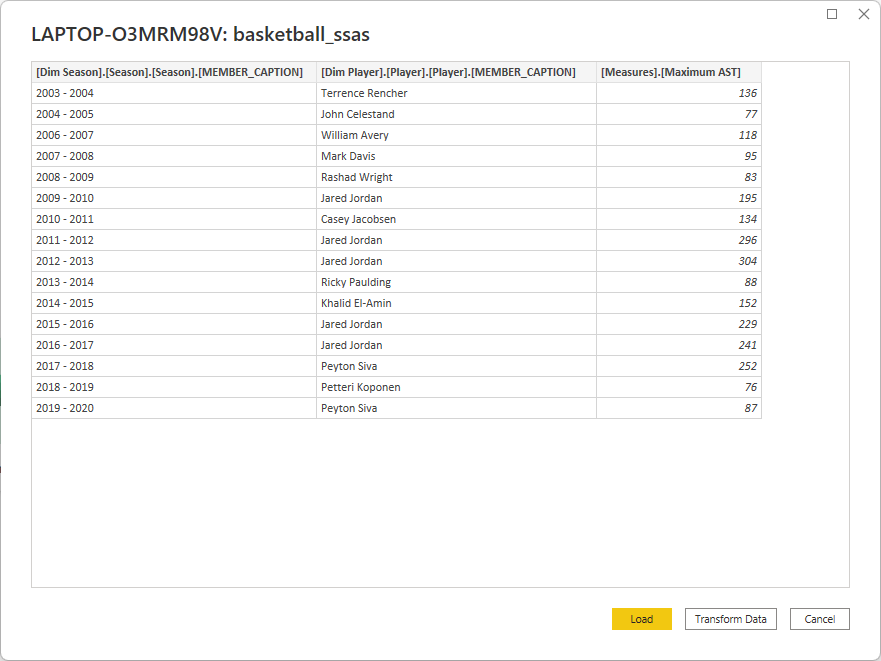 LAPTOP-O3MRM98V: basketball_ssas
[Dim Season].[Season].[Season].[MEMBER_CAPTION] [Dim Player].[Player].[Player].[MEMBER_CAPTION] [Measures].[Maximum AST]
2003 - 2004 Terrence Rencher 136
2004 - 2005 John Celestand 77
2006 - 2007 William Avery 118
2007 - 2008 Mark Davis 95
2008 - 2009 Rashad Wright 83
2009 - 2010 Jared Jordan 195
2010 - 2011 Casey Jacobsen 134
2011 - 2012 Jared Jordan 296
2012 - 2013 Jared Jordan 304
2013 - 2014 Ricky Paulding 88
2014 - 2015 Khalid El-Amin 152
2015 - 2016 Jared Jordan 229
2016 - 2017 Jared Jordan 241
2017 - 2018 Peyton Siva 252
2018 - 2019 Petteri Koponen 76
2019 - 2020 Peyton Siva 87
Load Transform Data Cancel